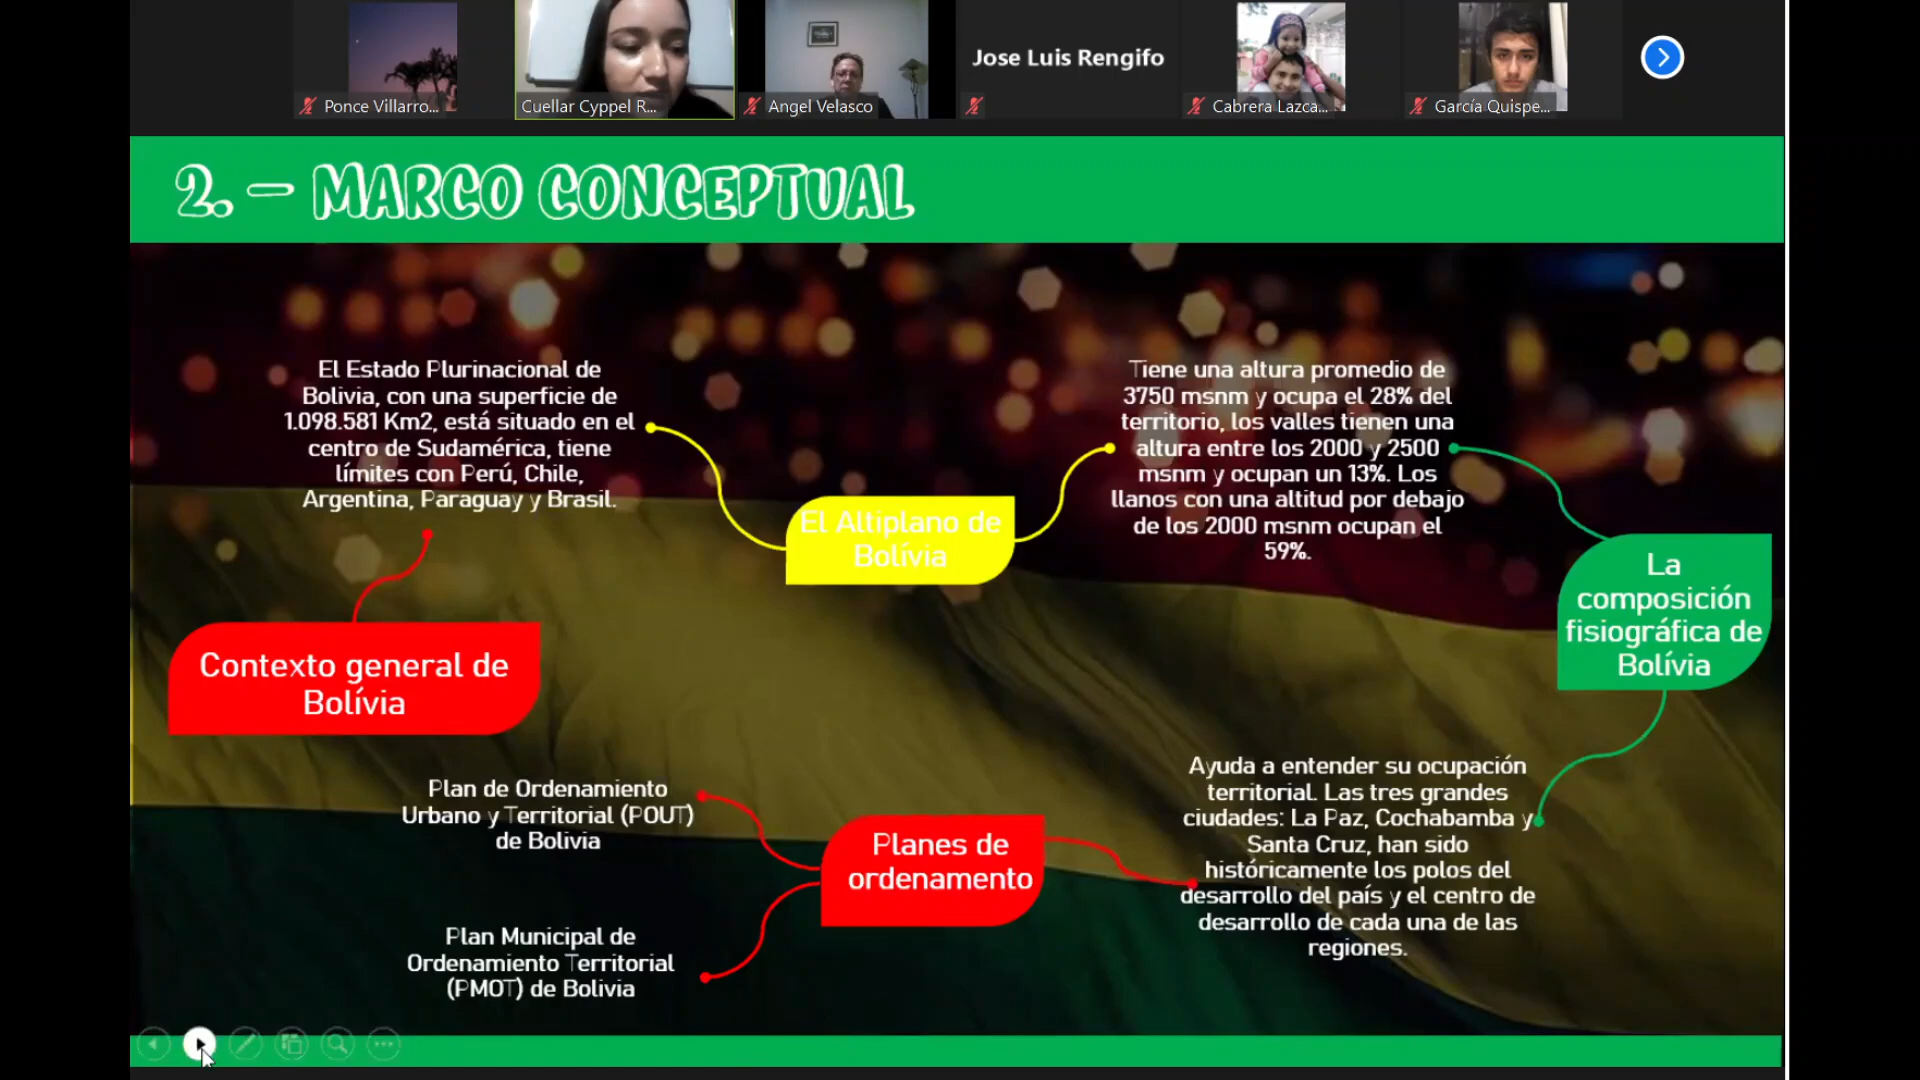 Ponce Villarro...
Cuellar Cyppel R...
Angel Velasco
Jose Luis Rengifo
Cabrera Lazca...
García Quispe...
2. – MARCO CONCEPTUAL
El Estado Plurinacional de
Bolivia, con una superficie de
1.098.581 Km2, está situado en el
centro de Sudamérica, tiene
límites con Perú, Chile,
Argentina, Paraguay y Brasil.
Contexto general de
Bolívia
El Altiplano de
Bolívia
Tiene una altura promedio de
3750 msnm y ocupa el 28% del
territorio, los valles tienen una
altura entre los 2000 y 2500
msnm y ocupan un 13%. Los
llanos con una altitud por debajo
de los 2000 msnm ocupan el
59%.
La
composición
fisiográfica de
Bolívia
Ayuda a entender su ocupación
territorial. Las tres grandes
ciudades: La Paz, Cochabamba y
Santa Cruz, han sido
históricamente los polos del
desarrollo del país y el centro de
desarrollo de cada una de las
regiones.
Planes de
ordenamento
Plan de Ordenamiento
Urbano y Territorial (POUT)
de Bolivia
Plan Municipal de
Ordenamiento Territorial
(PMOT) de Bolivia